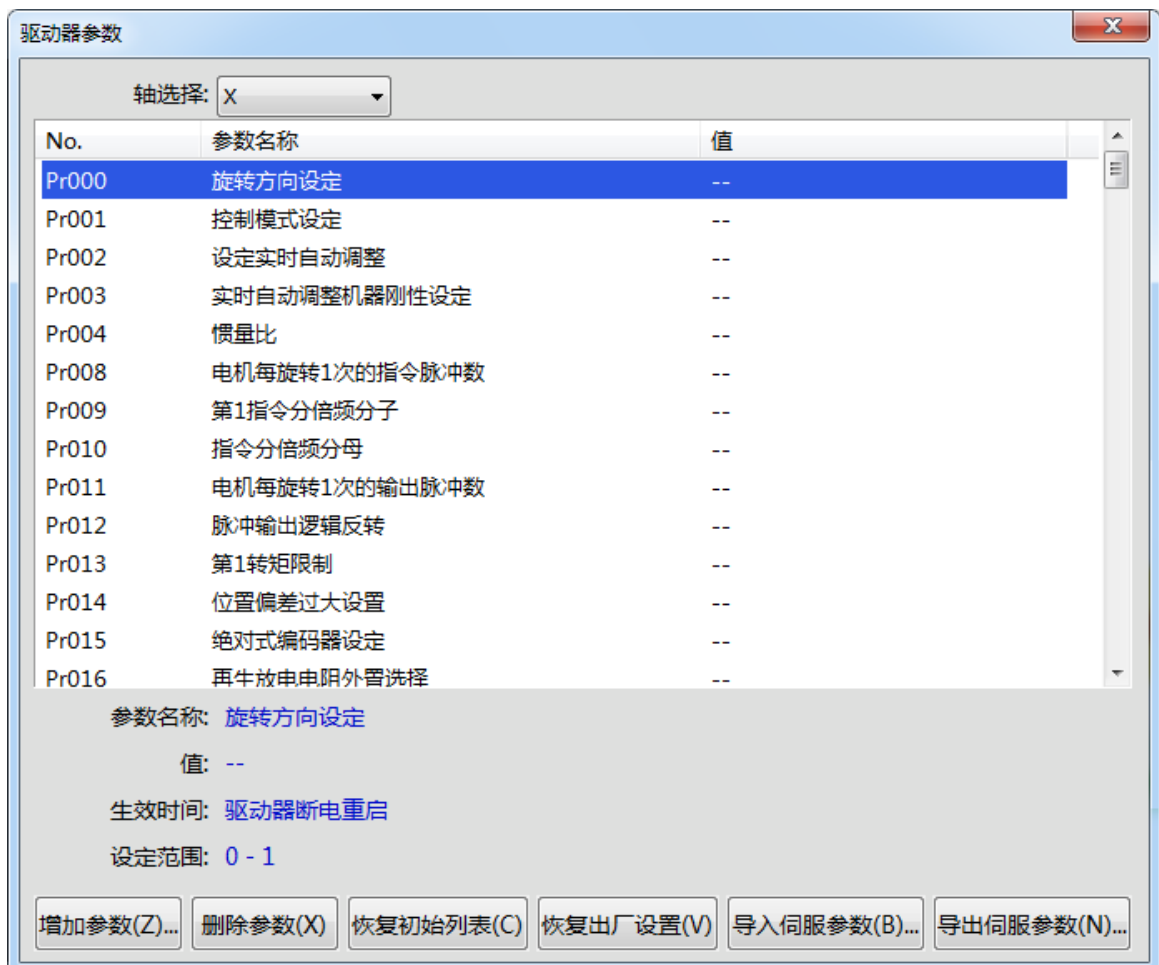 驱动器参数
轴选择: X
No. 参数名称 值
Pr000 旋转方向设定 --
Pr001 控制模式设定 --
Pr002 设定实时自动调整 --
Pr003 实时自动调整机器刚性设定 --
Pr004 惯量比 --
Pr008 电机每旋转1次的指令脉冲数 --
Pr009 第1指令分倍频分子 --
Pr010 指令分倍频分母 --
Pr011 电机每旋转1次的输出脉冲数 --
Pr012 脉冲输出逻辑反转 --
Pr013 第1转矩限制 --
Pr014 位置偏差过大设置 --
Pr015 绝对式编码器设定 --
Pr016 再生放电电阻外置选择 --
参数名称: 旋转方向设定
值: --
生效时间: 驱动器断电重启
设定范围: 0 - 1
增加参数(Z)... 删除参数(X) 恢复初始列表(C) 恢复出厂设置(V) 导入伺服参数(B)... 导出伺服参数(N)...